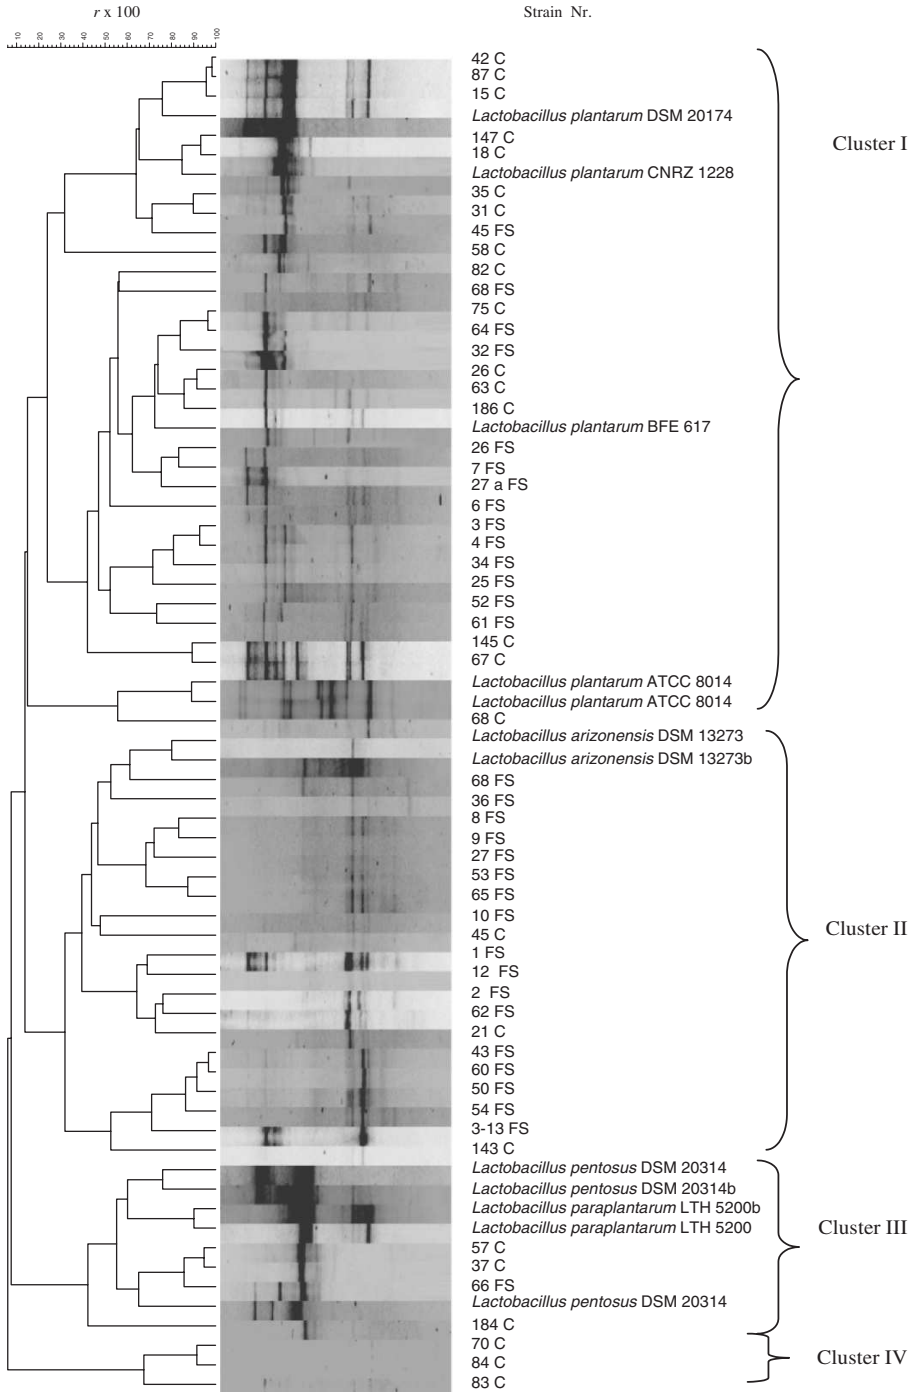 r x 100
Strain Nr.
10 20 30 40 50 60 70 80 90 100
42 C
87 C
15 C
Lactobacillus plantarum DSM 20174
147 C
Cluster I
18 C
Lactobacillus plantarum CNRZ 1228
35 C
31 C
45 FS
58 C
82 C
68 FS
75 C
64 FS
32 FS
26 C
63 C
186 C
Lactobacillus plantarum BFE 617
26 FS
7 FS
27 a FS
6 FS
3 FS
4 FS
34 FS
25 FS
52 FS
61 FS
145 C
67 C
Lactobacillus plantarum ATCC 8014
Lactobacillus plantarum ATCC 8014
68 C
Lactobacillus arizonensis DSM 13273
Lactobacillus arizonensis DSM 13273b
68 FS
36 FS
8 FS
9 FS
27 FS
53 FS
65 FS
10 FS
Cluster II
45 C
1 FS
12 FS
2 FS
62 FS
21 C
43 FS
60 FS
50 FS
54 FS
3-13 FS
143 C
Lactobacillus pentosus DSM 20314
Lactobacillus pentosus DSM 20314b
Lactobacillus paraplantarum LTH 5200b
Lactobacillus paraplantarum LTH 5200
Cluster III
57 C
37 C
66 FS
Lactobacillus pentosus DSM 20314
184 C
70 C
Cluster IV
84 C
83 C